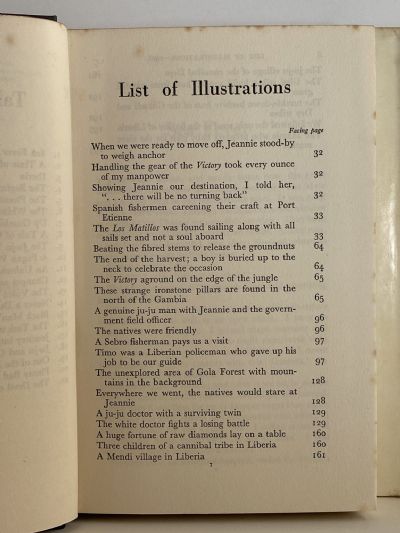 List of Illustrations
Facing page
When we were ready to move off, Jeannie stood-by
to weigh anchor 32
Handling the gear of the Victory took every ounce
of my manpower 32
Showing Jeannie our destination, I told her,
“. . . there will be no turning back” 32
Spanish fishermen careening their craft at Port
Etienne 33
The Los Matillos was found sailing along with all
sails set and not a soul aboard 33
Beating the fibred stems to release the groundnuts 64
The end of the harvest; a boy is buried up to the
neck to celebrate the occasion 64
The Victory aground on the edge of the jungle 65
These strange ironstone pillars are found in the
north of the Gambia 65
A genuine ju-ju man with Jeannie and the govern-
ment field officer 96
The natives were friendly 96
A Sebro fisherman pays us a visit 97
Timo was a Liberian policeman who gave up his
job to be our guide 97
The unexplored area of Gola Forest with moun-
tains in the background 128
Everywhere we went, the natives would stare at
Jeannie 128
A ju-ju doctor with a surviving twin 129
The white doctor fights a losing battle 129
A huge fortune of raw diamonds lay on a table 160
Three children of a cannibal tribe in Liberia 160
A Mendi village in Liberia 161